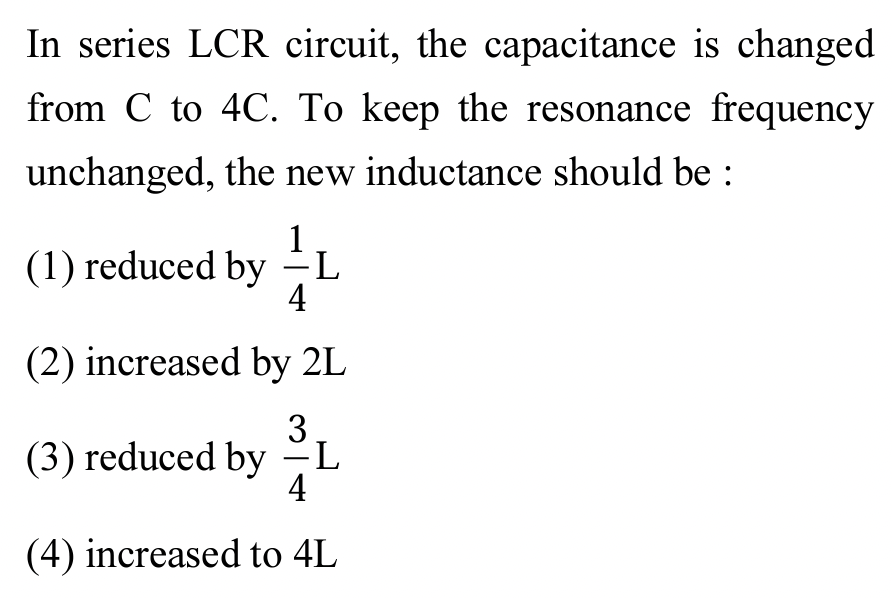 In series LCR circuit, the capacitance is changed
from C to 4C. To keep the resonance frequency
unchanged, the new inductance should be :
(1) reduced by $\frac{1}{4}$L
(2) increased by 2L
(3) reduced by $\frac{3}{4}$L
(4) increased to 4L